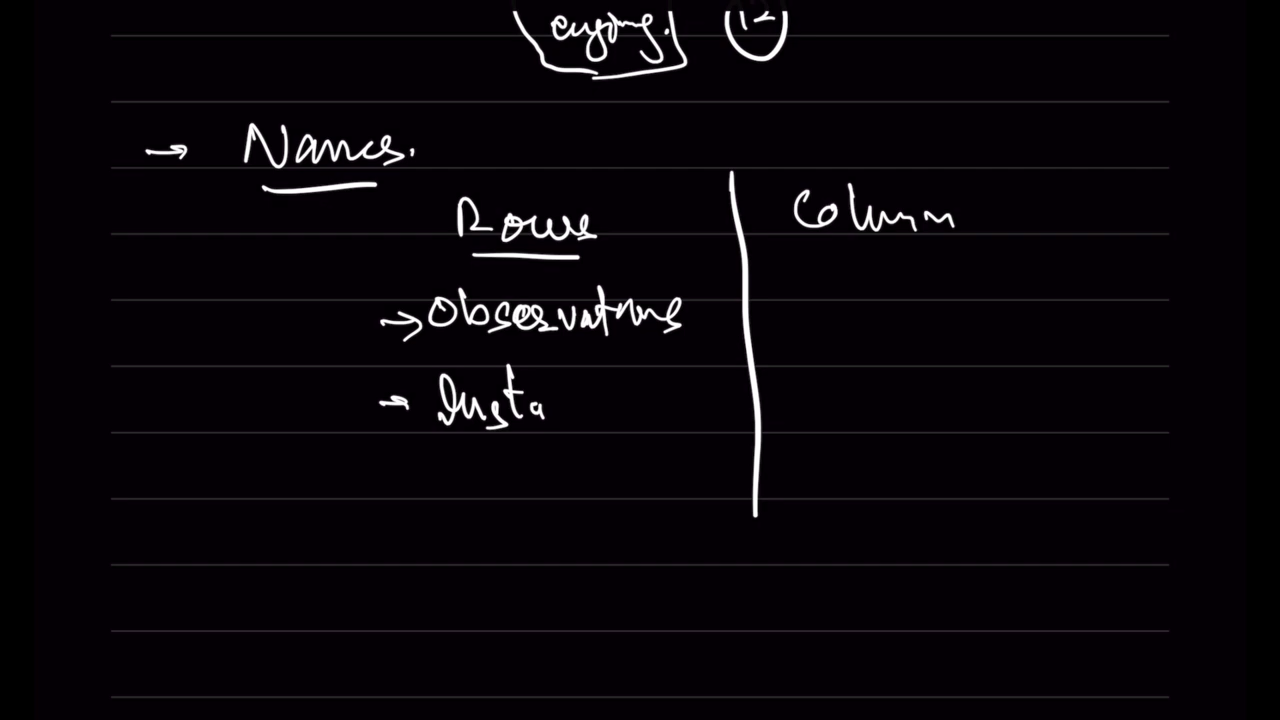 → Names.
Rows
Column
→ Observations
→ Insta